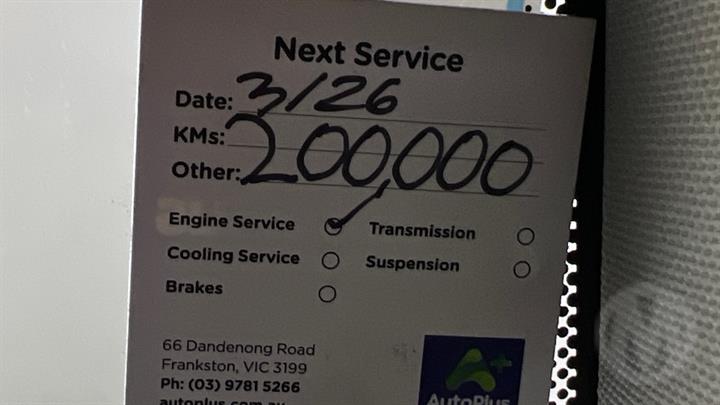 Next Service
Date: 3/26
KMs: 200,000
Other:
Engine Service Transmission
Cooling Service Suspension
Brakes
66 Dandenong Road
Frankston, VIC 3199
Ph: (03) 9781 5266
AutoPlus